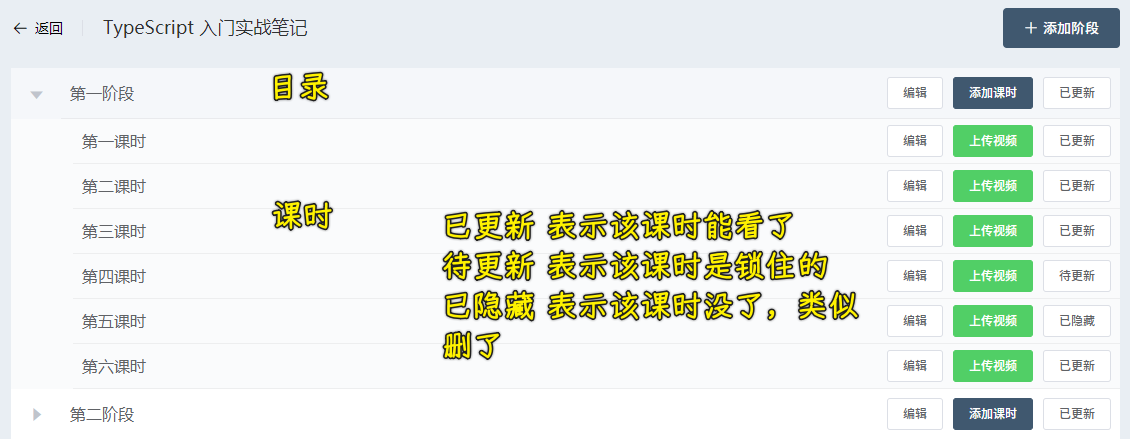 返回 TypeScript 入门实战笔记 添加阶段
第一阶段 目录 编辑 添加课时 已更新
第一课时 编辑 上传视频 已更新
第二课时 编辑 上传视频 已更新
课时
第三课时 已更新 表示该课时能看了 编辑 上传视频 已更新
第四课时 待更新 表示该课时是锁住的 编辑 上传视频 待更新
第五课时 已隐藏 表示该课时没了，类似 编辑 上传视频 已隐藏
删了
第六课时 编辑 上传视频 已更新
第二阶段 编辑 添加课时 已更新